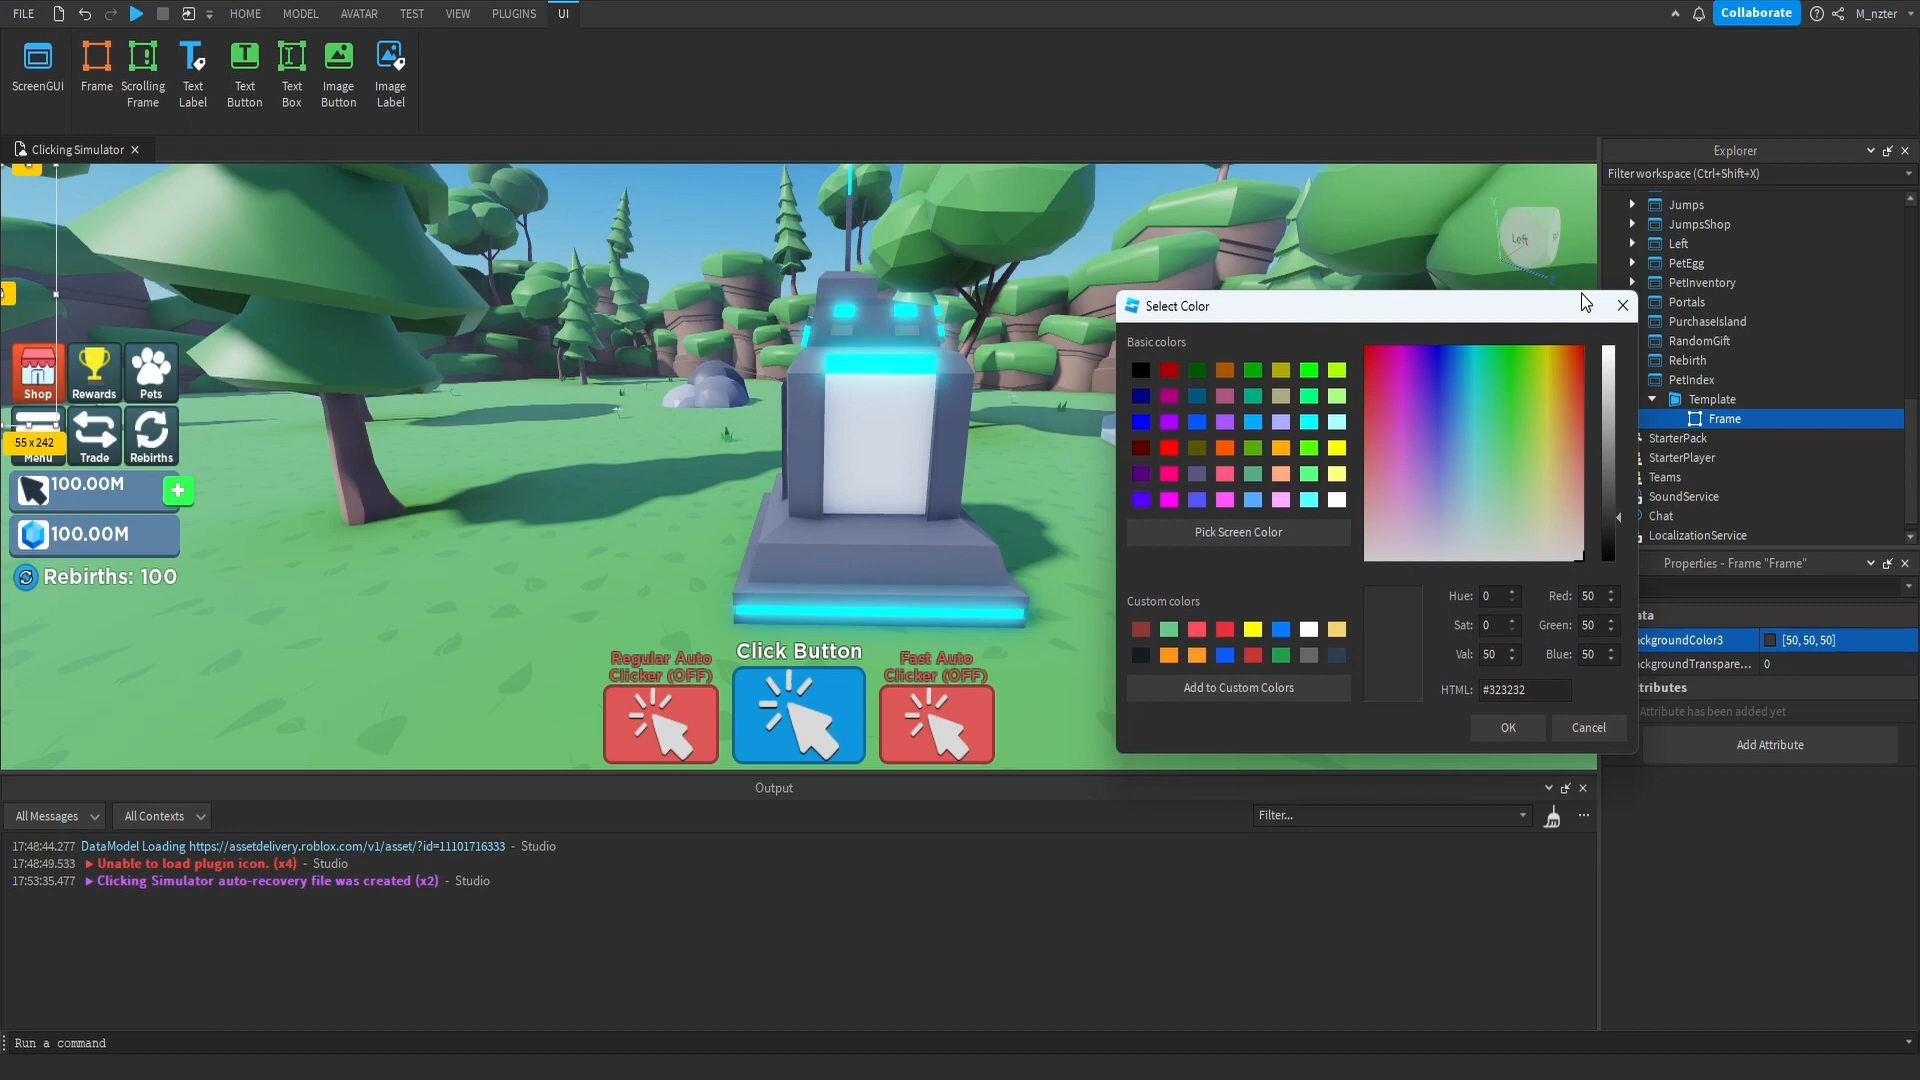 FILE HOME MODEL AVATAR TEST VIEW PLUGINS UI Collaborate M_nzter
ScreenGUI
Frame
Scrolling
Frame
Text
Label
Text
Button
Text
Box
Image
Button
Image
Label
Clicking Simulator
Shop
Rewards
Pets
55 x 242
Menu
Trade
Rebirths
100.00M
100.00M
Rebirths: 100
Regular Auto
Clicker (OFF)
Click Button
Fast Auto
Clicker (OFF)
Y
Left
Z
Select Color
Basic colors
Pick Screen Color
Custom colors
Add to Custom Colors
Hue: 0
Red: 50
Sat: 0
Green: 50
Val: 50
Blue: 50
HTML: #323232
OK
Cancel
Explorer
Filter workspace (Ctrl+Shift+X)
Jumps
JumpsShop
Left
PetEgg
PetInventory
Portals
PurchaseIsland
RandomGift
Rebirth
PetIndex
Template
Frame
StarterPack
StarterPlayer
Teams
SoundService
Chat
LocalizationService
Properties - Frame "Frame"
ata
ckgroundColor3 [50, 50, 50]
ckgroundTranspare... 0
tributes
Attribute has been added yet
Add Attribute
Output
All Messages
All Contexts
Filter...
17:48:44.277 DataModel Loading https://assetdelivery.roblox.com/v1/asset/?id=11101716333 - Studio
17:48:49.533 Unable to load plugin icon. (x4) - Studio
17:53:35.477 Clicking Simulator auto-recovery file was created (x2) - Studio
Run a command